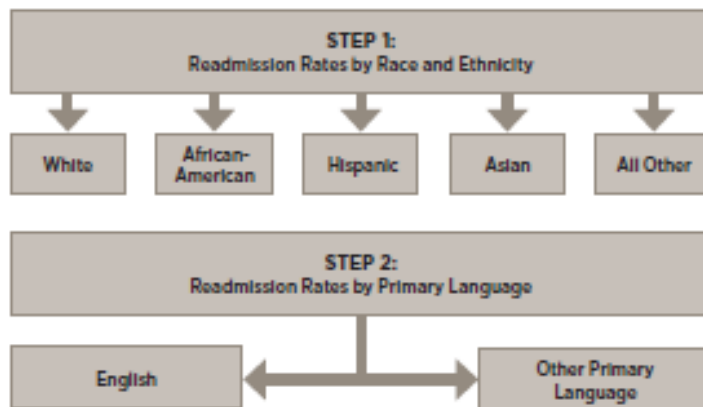 STEP 1:
Readmission Rates by Race and Ethnicity
White
African-
American
Hispanic
Asian
All Other
STEP 2:
Readmission Rates by Primary Language
English
Other Primary
Language